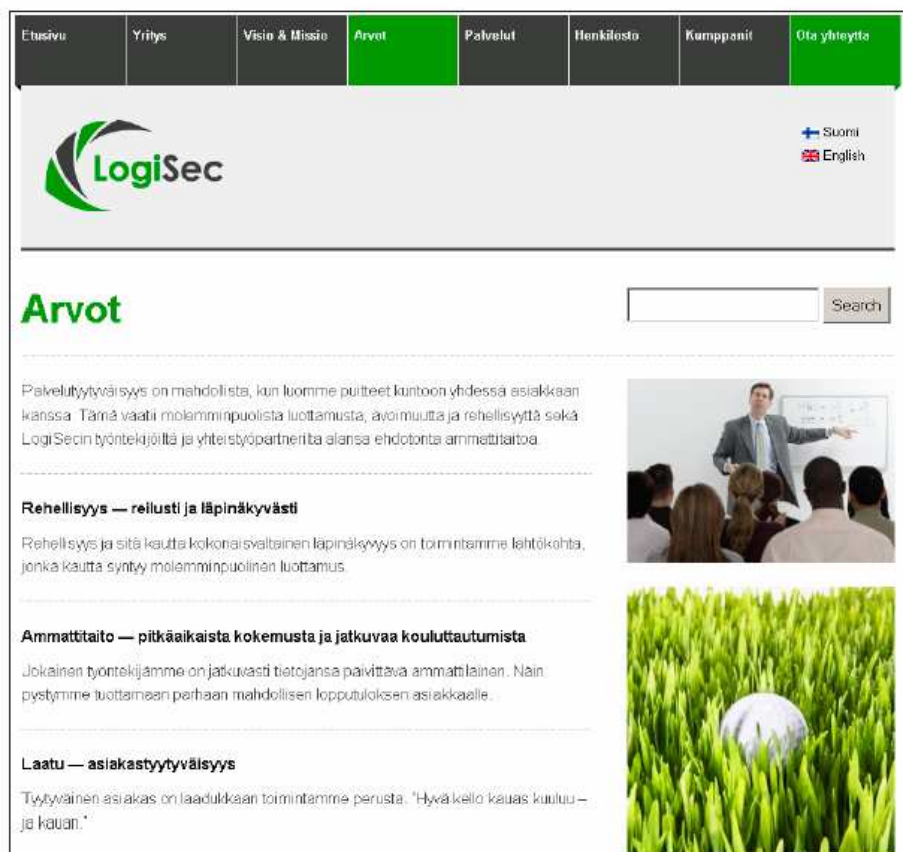 Etusivu
Yritys
Visio & Missio
Arvot
Palvelut
Henkilöstö
Kumppanit
Ota yhteyttä
LogiSec
Suomi
English
Arvot
Search
Palvelutyytyväisyys on mahdollista, kun luomme puitteet kuntoon yhdessä asiakkaan
kanssa. Tämä vaatii molemminpuolista luottamusta, avoimuutta ja rehellisyyttä sekä
LogiSecin työntekijöiltä ja yhteistyöpartnerilta alansa ehdotonta ammattitaitoa.
Rehellisyys — reilusti ja läpinäkyvästi
Rehellisyys ja sitä kautta kokonaisvaltainen läpinäkyvyys on toimintamme lähtökohta,
jonka kautta syntyy molemminpuolinen luottamus.
Ammattitaito — pitkäaikaista kokemusta ja jatkuvaa kouluttautumista
Jokainen työntekijämme on jatkuvasti tietojansa päivittävä ammattilainen. Näin
pystymme tuottamaan parhaan mahdollisen lopputuloksen asiakkaalle.
Laatu — asiakastyytyväisyys
Tyytyväinen asiakas on laadukkaan toimintamme perusta. "Hyvä kello kauas kuuluu –
ja kauan."